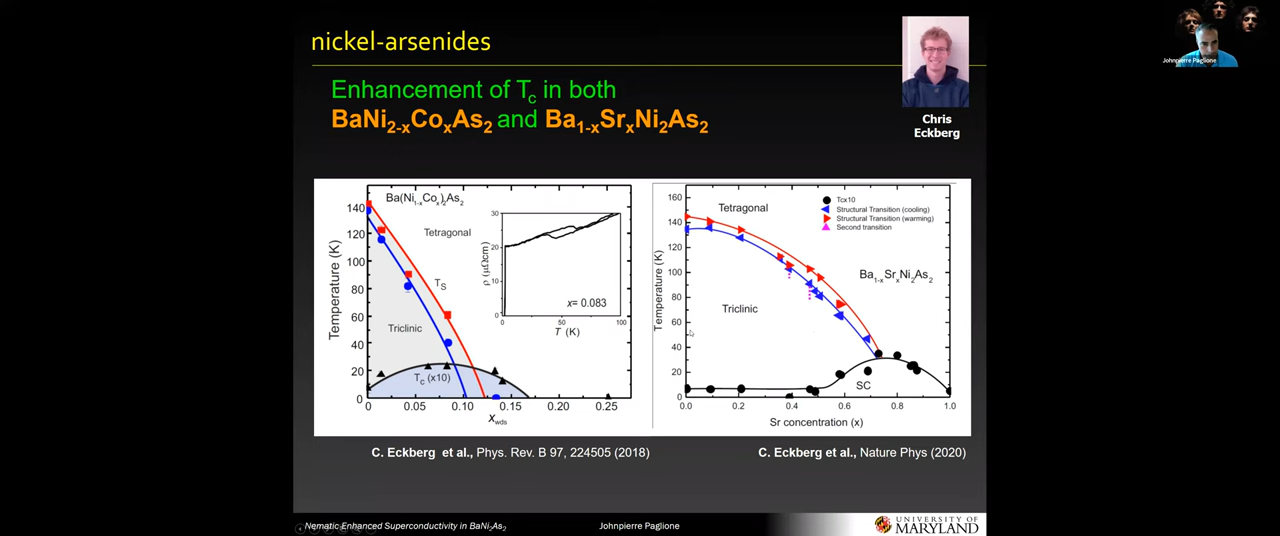 nickel-arsenides
Enhancement of Tc in both
BaNi2-xCoxAs2 and Ba1-xSrxNi2As2
Chris
Eckberg
Johnpierre Paglione
Ba(Ni1-xCox)2As2
Tetragonal
TS
Triclinic
Tc (x10)
Temperature (K)
140
120
100
80
60
40
20
0
0
0.05
0.10
0.15
0.20
0.25
xwds
30
20
10
0
ρ (μΩcm)
x= 0.083
0
50
100
T (K)
Tetragonal
Tcx10
Structural Transition (cooling)
Structural Transition (warming)
Second transition
Ba1-xSrxNi2As2
Triclinic
SC
Temperature (K)
160
140
120
100
80
60
40
20
0
0.0
0.2
0.4
0.6
0.8
1.0
Sr concentration (x)
C. Eckberg et al., Phys. Rev. B 97, 224505 (2018)
C. Eckberg et al., Nature Phys (2020)
Nematic Enhanced Superconductivity in BaNi2As2
Johnpierre Paglione
UNIVERSITY OF
MARYLAND